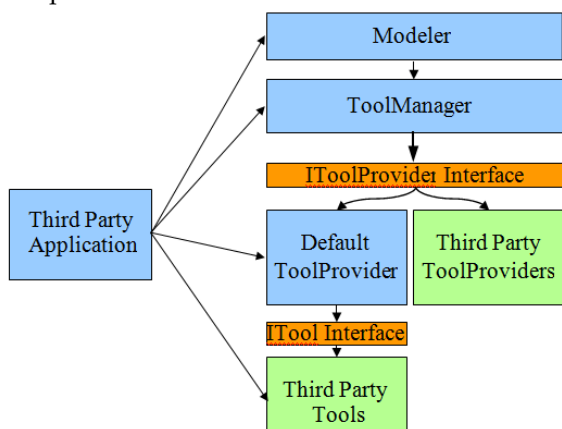 Modeler
ToolManager
IToolProvider Interface
Third Party
Application
Default
ToolProvider
Third Party
ToolProviders
ITool Interface
Third Party
Tools